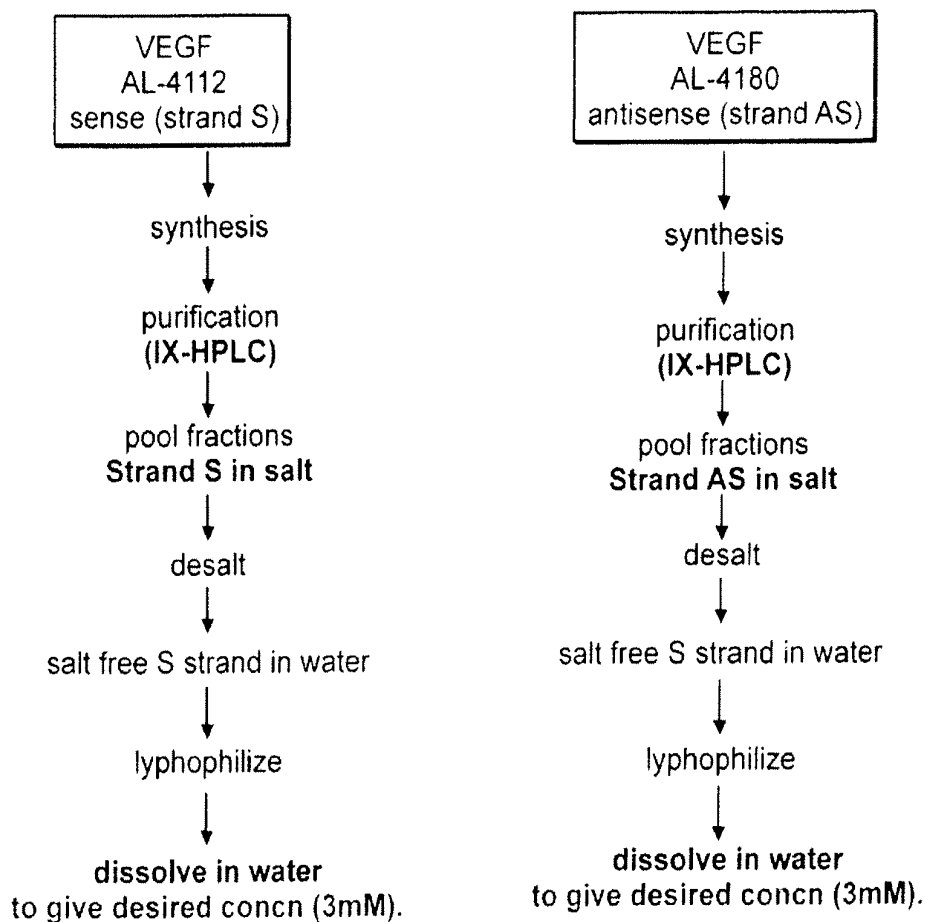 VEGF
AL-4112
sense (strand S)
synthesis
purification
(IX-HPLC)
pool fractions
Strand S in salt
desalt
salt free S strand in water
lyphophilize
dissolve in water
to give desired concn (3mM).
VEGF
AL-4180
antisense (strand AS)
synthesis
purification
(IX-HPLC)
pool fractions
Strand AS in salt
desalt
salt free S strand in water
lyphophilize
dissolve in water
to give desired concn (3mM).